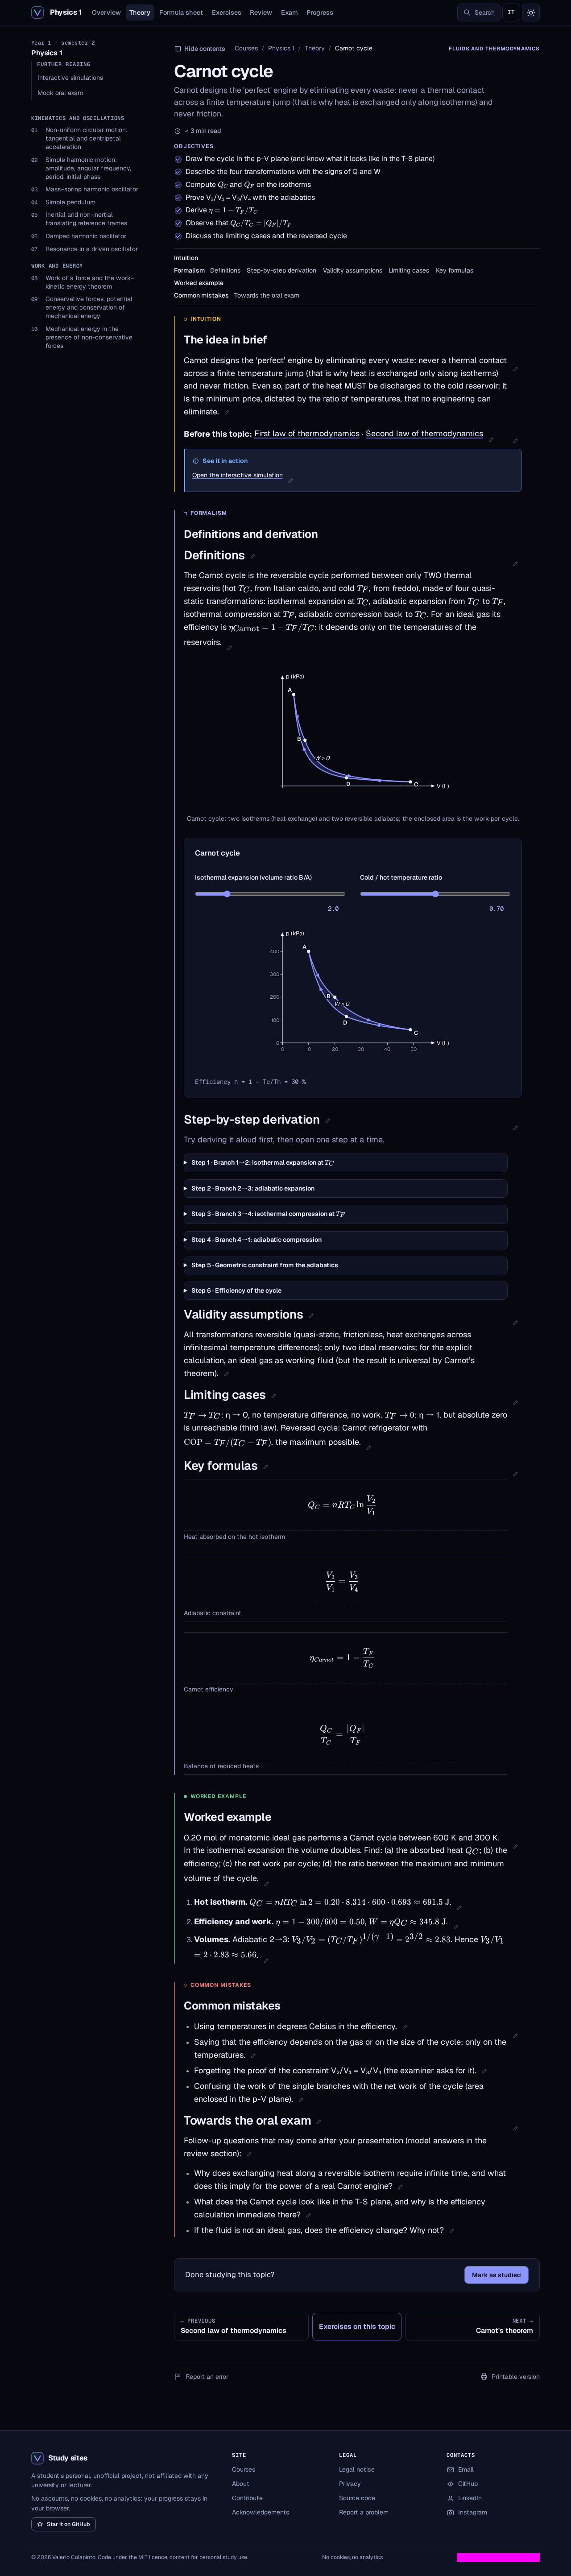 Physics 1 Overview Theory Formula sheet Exercises Review Exam Progress Search IT
Year 1 · semester 2
Physics 1
FURTHER READING
Interactive simulations
Mock oral exam
KINEMATICS AND OSCILLATIONS
01 Non-uniform circular motion:
tangential and centripetal
acceleration
02 Simple harmonic motion:
amplitude, angular frequency,
period, initial phase
03 Mass–spring harmonic oscillator
04 Simple pendulum
05 Inertial and non-inertial
translating reference frames
06 Damped harmonic oscillator
07 Resonance in a driven oscillator
WORK AND ENERGY
08 Work of a force and the work–
kinetic energy theorem
09 Conservative forces, potential
energy and conservation of
mechanical energy
10 Mechanical energy in the
presence of non-conservative
forces
Hide contents Courses / Physics 1 / Theory / Carnot cycle FLUIDS AND THERMODYNAMICS
Carnot cycle
Carnot designs the 'perfect' engine by eliminating every waste: never a thermal contact
across a finite temperature jump (that is why heat is exchanged only along isotherms) and
never friction.
≈ 3 min read
OBJECTIVES
Draw the cycle in the p-V plane (and know what it looks like in the T-S plane)
Describe the four transformations with the signs of Q and W
Compute Q_C and Q_F on the isotherms
Prove V₂/V₁ = V₃/V₄ with the adiabatics
Derive η = 1 − T_F/T_C
Observe that Q_C/T_C = |Q_F|/T_F
Discuss the limiting cases and the reversed cycle
Intuition
Formalism Definitions Step-by-step derivation Validity assumptions Limiting cases Key formulas
Worked example
Common mistakes Towards the oral exam
INTUITION
The idea in brief
Carnot designs the 'perfect' engine by eliminating every waste: never a thermal contact
across a finite temperature jump (that is why heat is exchanged only along isotherms) and
never friction. Even so, part of the heat MUST be discharged to the cold reservoir: it
is the minimum price, dictated by the ratio of temperatures, that no engineering can
eliminate.
Before this topic: First law of thermodynamics · Second law of thermodynamics
See it in action
Open the interactive simulation
FORMALISM
Definitions and derivation
Definitions
The Carnot cycle is the reversible cycle performed between only TWO thermal
reservoirs (hot T_C, from Italian caldo, and cold T_F, from freddo), made of four quasi-
static transformations: isothermal expansion at T_C, adiabatic expansion from T_C to T_F,
isothermal compression at T_F, adiabatic compression back to T_C. For an ideal gas its
efficiency is η_Carnot = 1 − T_F/T_C: it depends only on the temperatures of the
reservoirs.
p (kPa)
A
B
W > 0
D C V (L)
Carnot cycle: two isotherms (heat exchange) and two reversible adiabats; the enclosed area is the work per cycle.
Carnot cycle
Isothermal expansion (volume ratio B/A) Cold / hot temperature ratio
2.0 0.70
p (kPa)
A
400
300
200 B W > 0
100 D
C
0 V (L)
0 10 20 30 40 50
Efficiency η = 1 − Tc/Th = 30 %
Step-by-step derivation
Try deriving it aloud first, then open one step at a time.
Step 1 · Branch 1→2: isothermal expansion at T_C
Step 2 · Branch 2→3: adiabatic expansion
Step 3 · Branch 3→4: isothermal compression at T_F
Step 4 · Branch 4→1: adiabatic compression
Step 5 · Geometric constraint from the adiabatics
Step 6 · Efficiency of the cycle
Validity assumptions
All transformations reversible (quasi-static, frictionless, heat exchanges across
infinitesimal temperature differences); only two ideal reservoirs; for the explicit
calculation, an ideal gas as working fluid (but the result is universal by Carnot's
theorem).
Limiting cases
T_F → T_C: η → 0, no temperature difference, no work. T_F → 0: η → 1, but absolute zero
is unreachable (third law). Reversed cycle: Carnot refrigerator with
COP = T_F/(T_C − T_F), the maximum possible.
Key formulas
Q_C = nRT_C ln V₂/V₁
Heat absorbed on the hot isotherm
V₂/V₁ = V₃/V₄
Adiabatic constraint
η_Carnot = 1 − T_F/T_C
Carnot efficiency
Q_C/T_C = |Q_F|/T_F
Balance of reduced heats
WORKED EXAMPLE
Worked example
0.20 mol of monatomic ideal gas performs a Carnot cycle between 600 K and 300 K.
In the isothermal expansion the volume doubles. Find: (a) the absorbed heat Q_C; (b) the
efficiency; (c) the net work per cycle; (d) the ratio between the maximum and minimum
volume of the cycle.
1. Hot isotherm. Q_C = nRT_C ln 2 = 0.20 · 8.314 · 600 · 0.693 ≈ 691.5 J.
2. Efficiency and work. η = 1 − 300/600 = 0.50, W = ηQ_C ≈ 345.8 J.
3. Volumes. Adiabatic 2→3: V₃/V₂ = (T_C/T_F)^{1/(γ−1)} = 2^{3/2} ≈ 2.83. Hence V₃/V₁
= 2 · 2.83 ≈ 5.66.
COMMON MISTAKES
Common mistakes
• Using temperatures in degrees Celsius in the efficiency.
• Saying that the efficiency depends on the gas or on the size of the cycle: only on the
temperatures.
• Forgetting the proof of the constraint V₂/V₁ = V₃/V₄ (the examiner asks for it).
• Confusing the work of the single branches with the net work of the cycle (area
enclosed in the p-V plane).
Towards the oral exam
Follow-up questions that may come after your presentation (model answers in the
review section):
• Why does exchanging heat along a reversible isotherm require infinite time, and what
does this imply for the power of a real Carnot engine?
• What does the Carnot cycle look like in the T-S plane, and why is the efficiency
calculation immediate there?
• If the fluid is not an ideal gas, does the efficiency change? Why not?
Done studying this topic? Mark as studied
← PREVIOUS
Second law of thermodynamics
Exercises on this topic
NEXT →
Carnot's theorem
Report an error Printable version
Study sites
A student's personal, unofficial project, not affiliated with any
university or lecturer.
No accounts, no cookies, no analytics: your progress stays in
your browser.
Star it on GitHub
SITE
Courses
About
Contribute
Acknowledgements
LEGAL
Legal notice
Privacy
Source code
Report a problem
CONTACTS
Email
GitHub
LinkedIn
Instagram
© 2026 Valerio Colapinto. Code under the MIT licence, content for personal study use. No cookies, no analytics